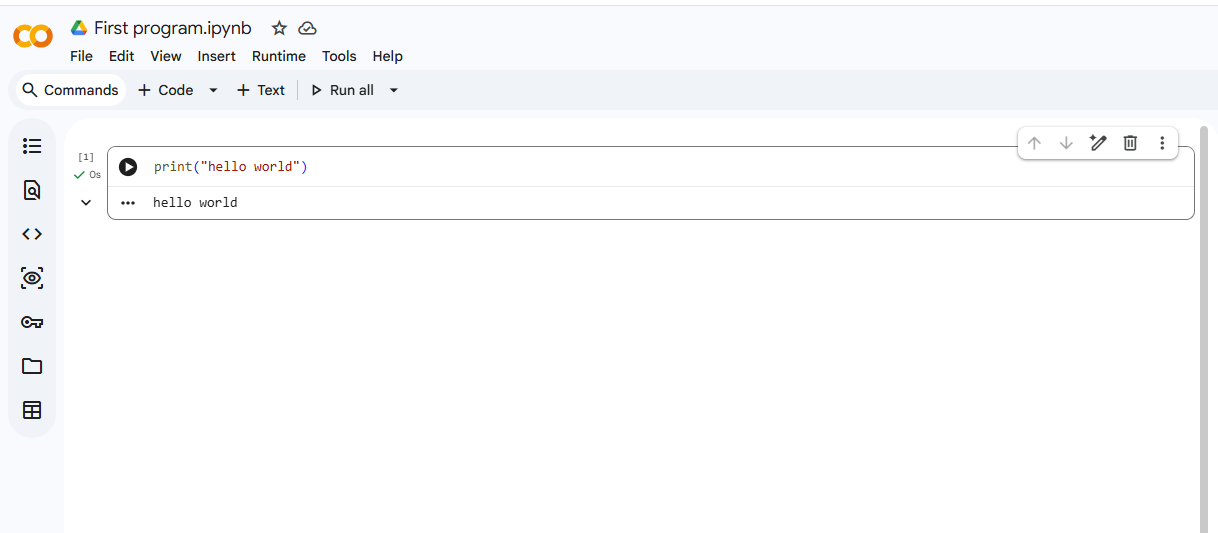 First program.ipynb
File Edit View Insert Runtime Tools Help
Commands + Code + Text Run all
[1]
print("hello world")
0s
hello world